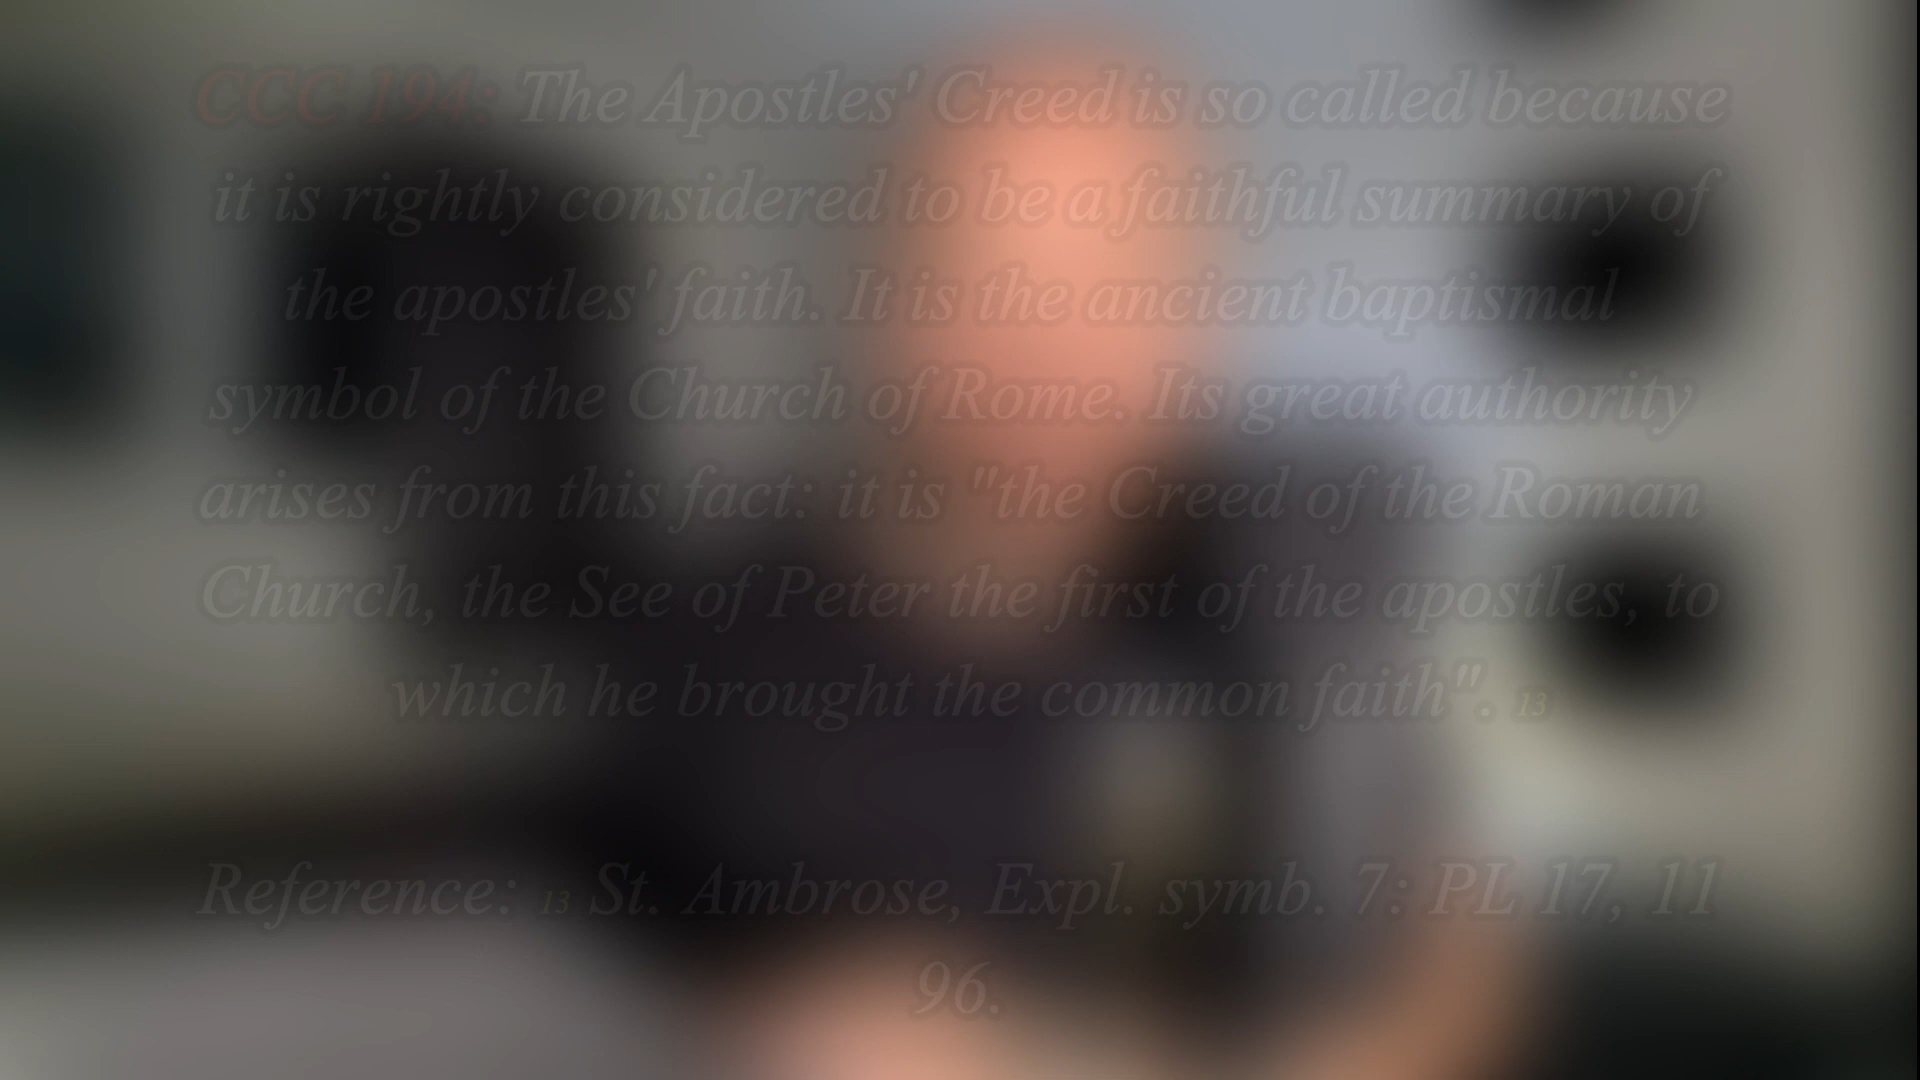 CCC 194: The Apostles' Creed is so called because
it is rightly considered to be a faithful summary of
the apostles' faith. It is the ancient baptismal
symbol of the Church of Rome. Its great authority
arises from this fact: it is "the Creed of the Roman
Church, the See of Peter the first of the apostles, to
which he brought the common faith". 13
Reference: 13 St. Ambrose, Expl. symb. 7: PL 17, 11
96.